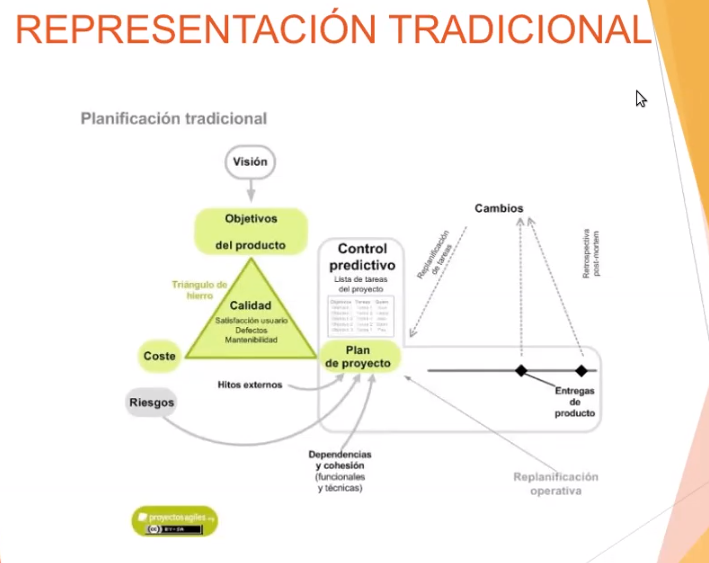 REPRESENTACIÓN TRADICIONAL
Planificación tradicional
Visión
Objetivos
del producto
Triángulo de
hierro
Calidad
Satisfacción usuario
Defectos
Mantenibilidad
Coste
Riesgos
Hitos externos
Control
predictivo
Lista de tareas
del proyecto
Plan
de proyecto
Dependencias
y cohesión
(funcionales
y técnicas)
Cambios
Replanificación
de tareas
Retrospectiva
post-mortem
Entregas
de
producto
Replanificación
operativa
proyectos agiles.org